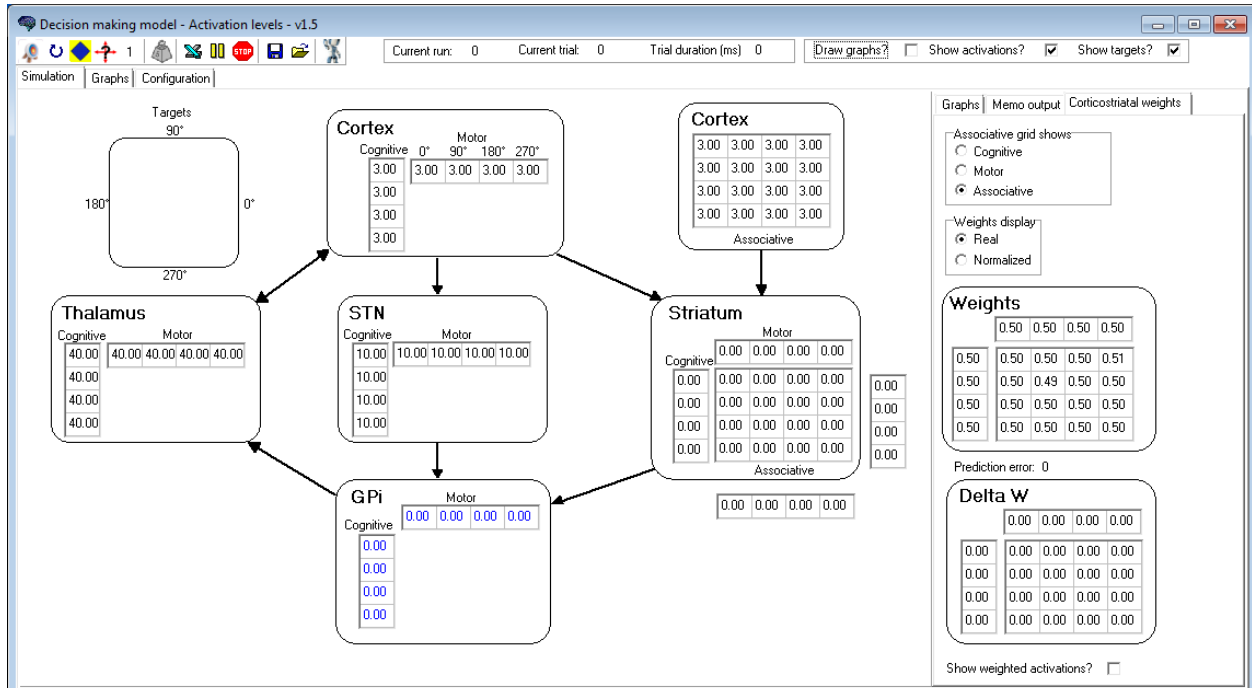 Decision making model - Activation levels - v1.5
1 STOP Current run: 0 Current trial: 0 Trial duration (ms) 0 Draw graphs? Show activations? Show targets?
Simulation Graphs Configuration
Targets
90°
180° 0°
270°
Cortex
Motor
Cognitive 0° 90° 180° 270°
3.00 3.00 3.00 3.00 3.00
3.00
3.00
3.00
Cortex
3.00 3.00 3.00 3.00
3.00 3.00 3.00 3.00
3.00 3.00 3.00 3.00
3.00 3.00 3.00 3.00
Associative
Thalamus
Cognitive Motor
40.00 40.00 40.00 40.00 40.00
40.00
40.00
40.00
STN
Cognitive Motor
10.00 10.00 10.00 10.00 10.00
10.00
10.00
10.00
Striatum
Motor
0.00 0.00 0.00 0.00
Cognitive
0.00 0.00 0.00 0.00 0.00 0.00
0.00 0.00 0.00 0.00 0.00 0.00
0.00 0.00 0.00 0.00 0.00 0.00
0.00 0.00 0.00 0.00 0.00 0.00
Associative
0.00 0.00 0.00 0.00
GPi
Motor
0.00 0.00 0.00 0.00
Cognitive
0.00
0.00
0.00
0.00
Graphs Memo output Corticostriatal weights
Associative grid shows
Cognitive
Motor
Associative
Weights display
Real
Normalized
Weights
0.50 0.50 0.50 0.50
0.50 0.50 0.50 0.50 0.51
0.50 0.50 0.49 0.50 0.50
0.50 0.50 0.50 0.50 0.50
0.50 0.50 0.50 0.50 0.50
Prediction error: 0
Delta W
0.00 0.00 0.00 0.00
0.00 0.00 0.00 0.00 0.00
0.00 0.00 0.00 0.00 0.00
0.00 0.00 0.00 0.00 0.00
0.00 0.00 0.00 0.00 0.00
Show weighted activations?